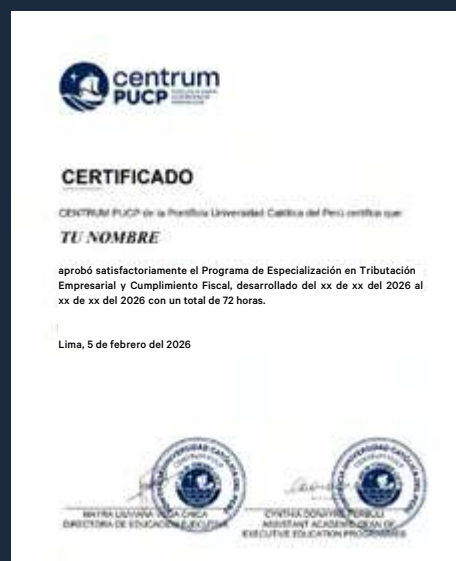 centrum
PUCP
CERTIFICADO
CENTRUM PUCP de la Pontificia Universidad Católica del Perú certifica que
TU NOMBRE
aprobó satisfactoriamente el Programa de Especialización en Tributación
Empresarial y Cumplimiento Fiscal, desarrollado del xx de xx del 2026 al
xx de xx del 2026 con un total de 72 horas.
Lima, 5 de febrero del 2026
DIRECTORA DE EDUCACIÓN EJECUTIVA
CYNTHIA
ASSISTANT ACADEMIC DEAN OF
EXECUTIVE EDUCATION PROGRAMMES